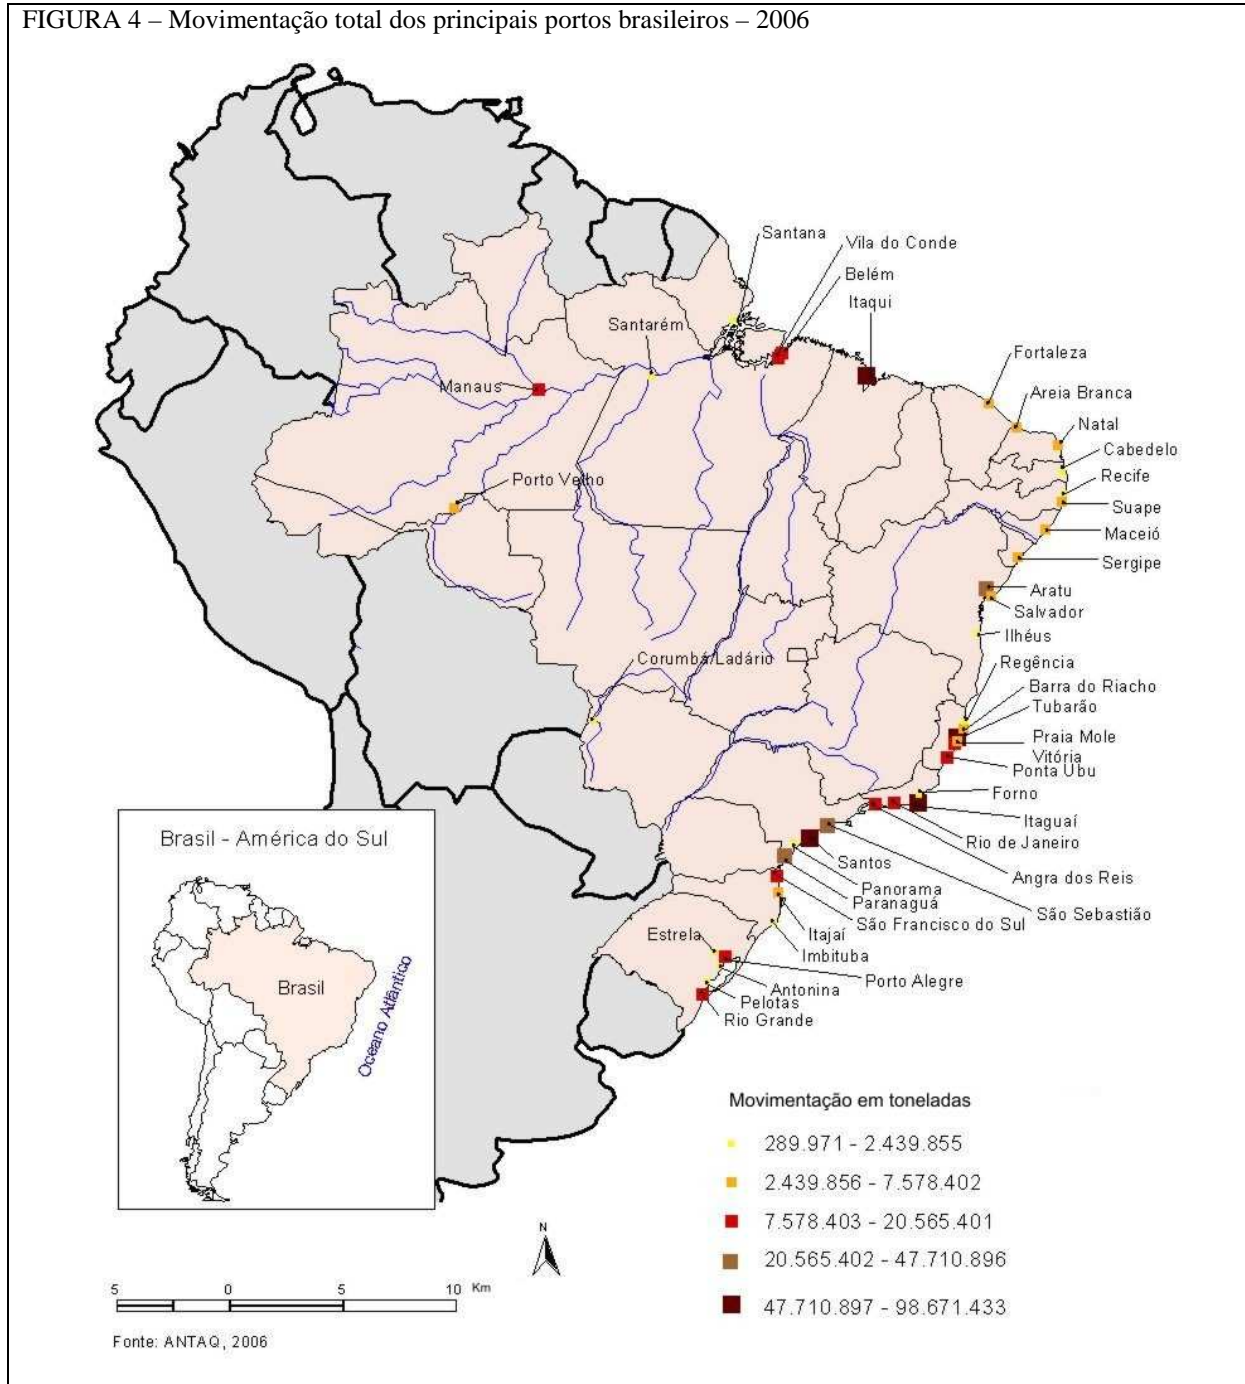 FIGURA 4 – Movimentação total dos principais portos brasileiros – 2006
Santana
Vila do Conde
Belém
Itaqui
Santarém
Fortaleza
Manaus
Areia Branca
Natal
Cabedelo
Recife
Porto Velho
Suape
Maceió
Sergipe
Aratu
Salvador
Ilhéus
Corumbá/Ladário
Regência
Barra do Riacho
Tubarão
Praia Mole
Vitória
Ponta Ubu
Forno
Itaguaí
Rio de Janeiro
Santos
Angra dos Reis
Panorama
Paranaguá
São Sebastião
São Francisco do Sul
Itajaí
Estrela
Imbituba
Porto Alegre
Antonina
Pelotas
Rio Grande
Brasil - América do Sul
Brasil
Oceano Atlântico
Movimentação em toneladas
289.971 - 2.439.855
2.439.856 - 7.578.402
7.578.403 - 20.565.401
20.565.402 - 47.710.896
47.710.897 - 98.671.433
N
5 0 5 10 Km
Fonte: ANTAQ, 2006